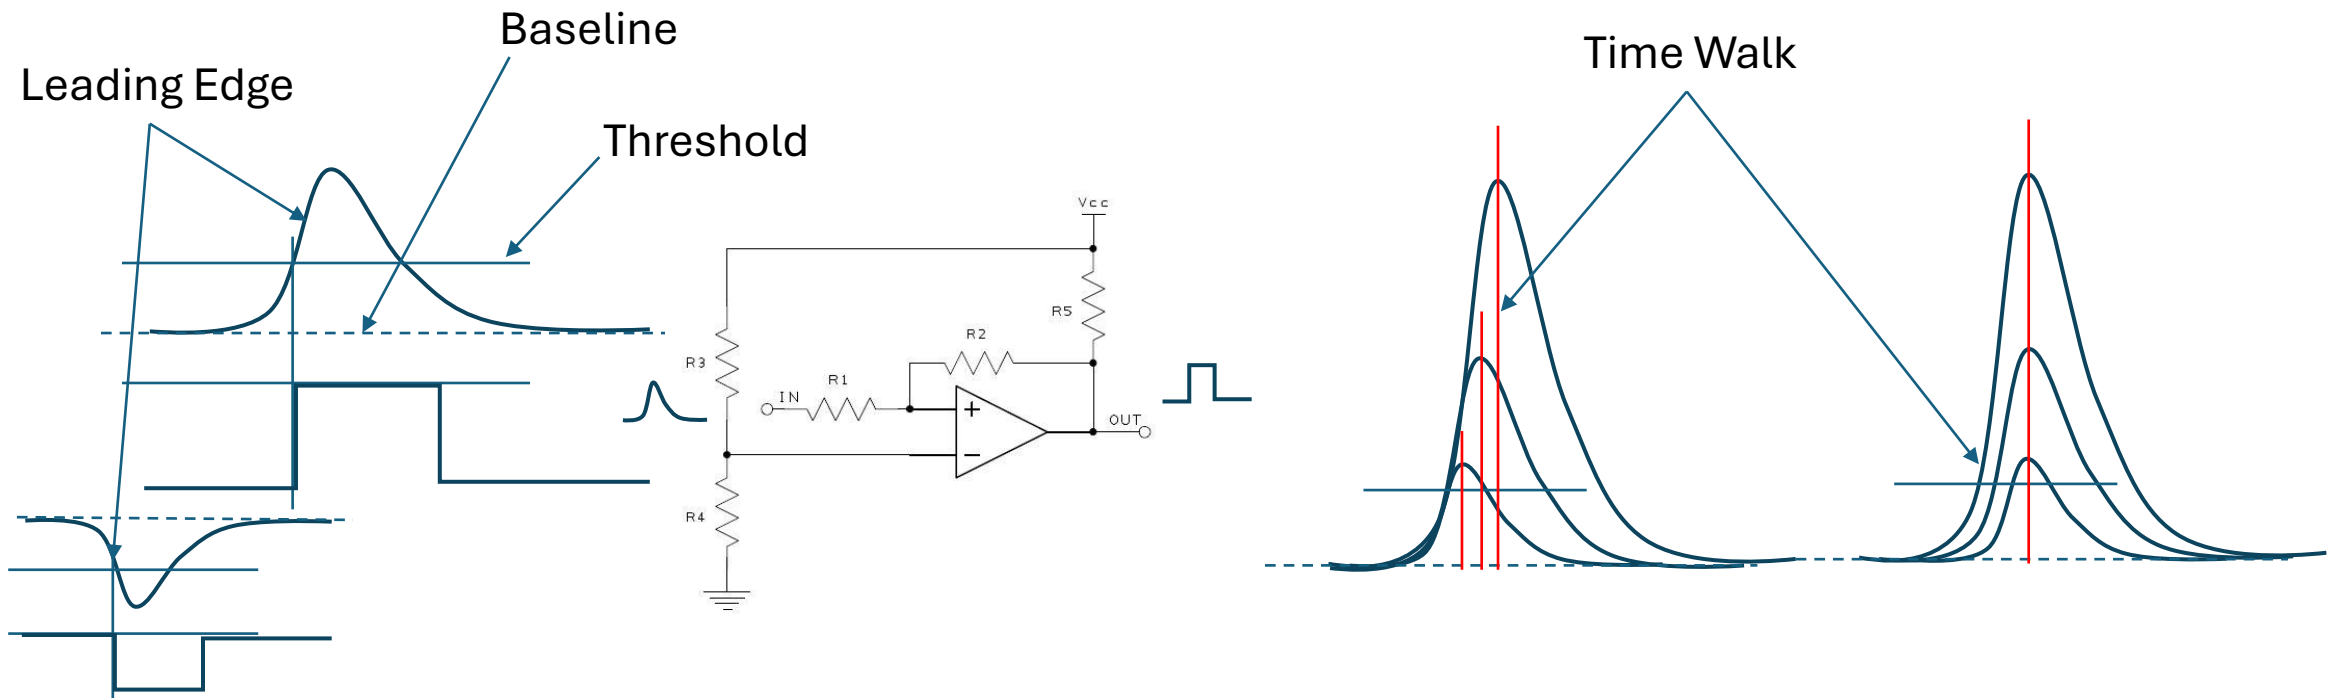 Baseline
Leading Edge
Threshold
Time Walk
Vcc
R5
R2
R3
R1
IN
+
OUT
−
R4